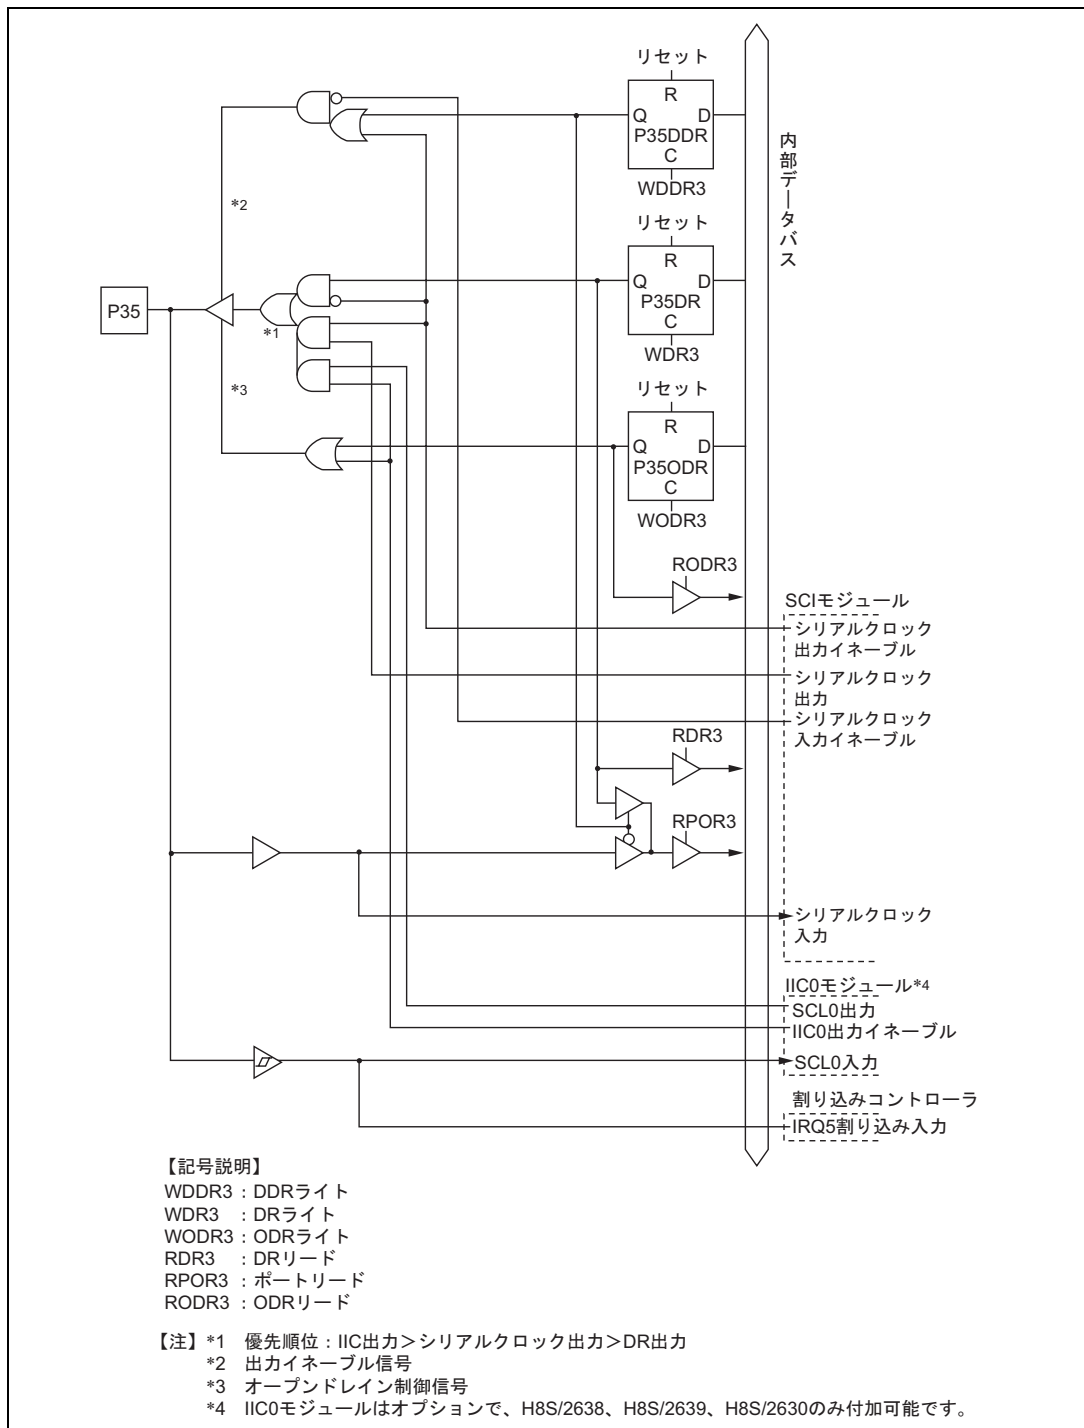 リセット
R
Q D
P35DDR
C
WDDR3
内部データバス
*2
リセット
R
Q D
P35DR
C
WDR3
P35
*1
*3
リセット
R
Q D
P35ODR
C
WODR3
RODR3
SCIモジュール
シリアルクロック
出力イネーブル
シリアルクロック
出力
シリアルクロック
入力イネーブル
RDR3
RPOR3
シリアルクロック
入力
IIC0モジュール*4
SCL0出力
IIC0出力イネーブル
SCL0入力
割り込みコントローラ
IRQ5割り込み入力
【記号説明】
WDDR3 : DDRライト
WDR3 : DRライト
WODR3 : ODRライト
RDR3 : DRリード
RPOR3 : ポートリード
RODR3 : ODRリード
【注】 *1 優先順位：IIC出力＞シリアルクロック出力＞DR出力
*2 出力イネーブル信号
*3 オープンドレイン制御信号
*4 IIC0モジュールはオプションで、H8S/2638、H8S/2639、H8S/2630のみ付加可能です。